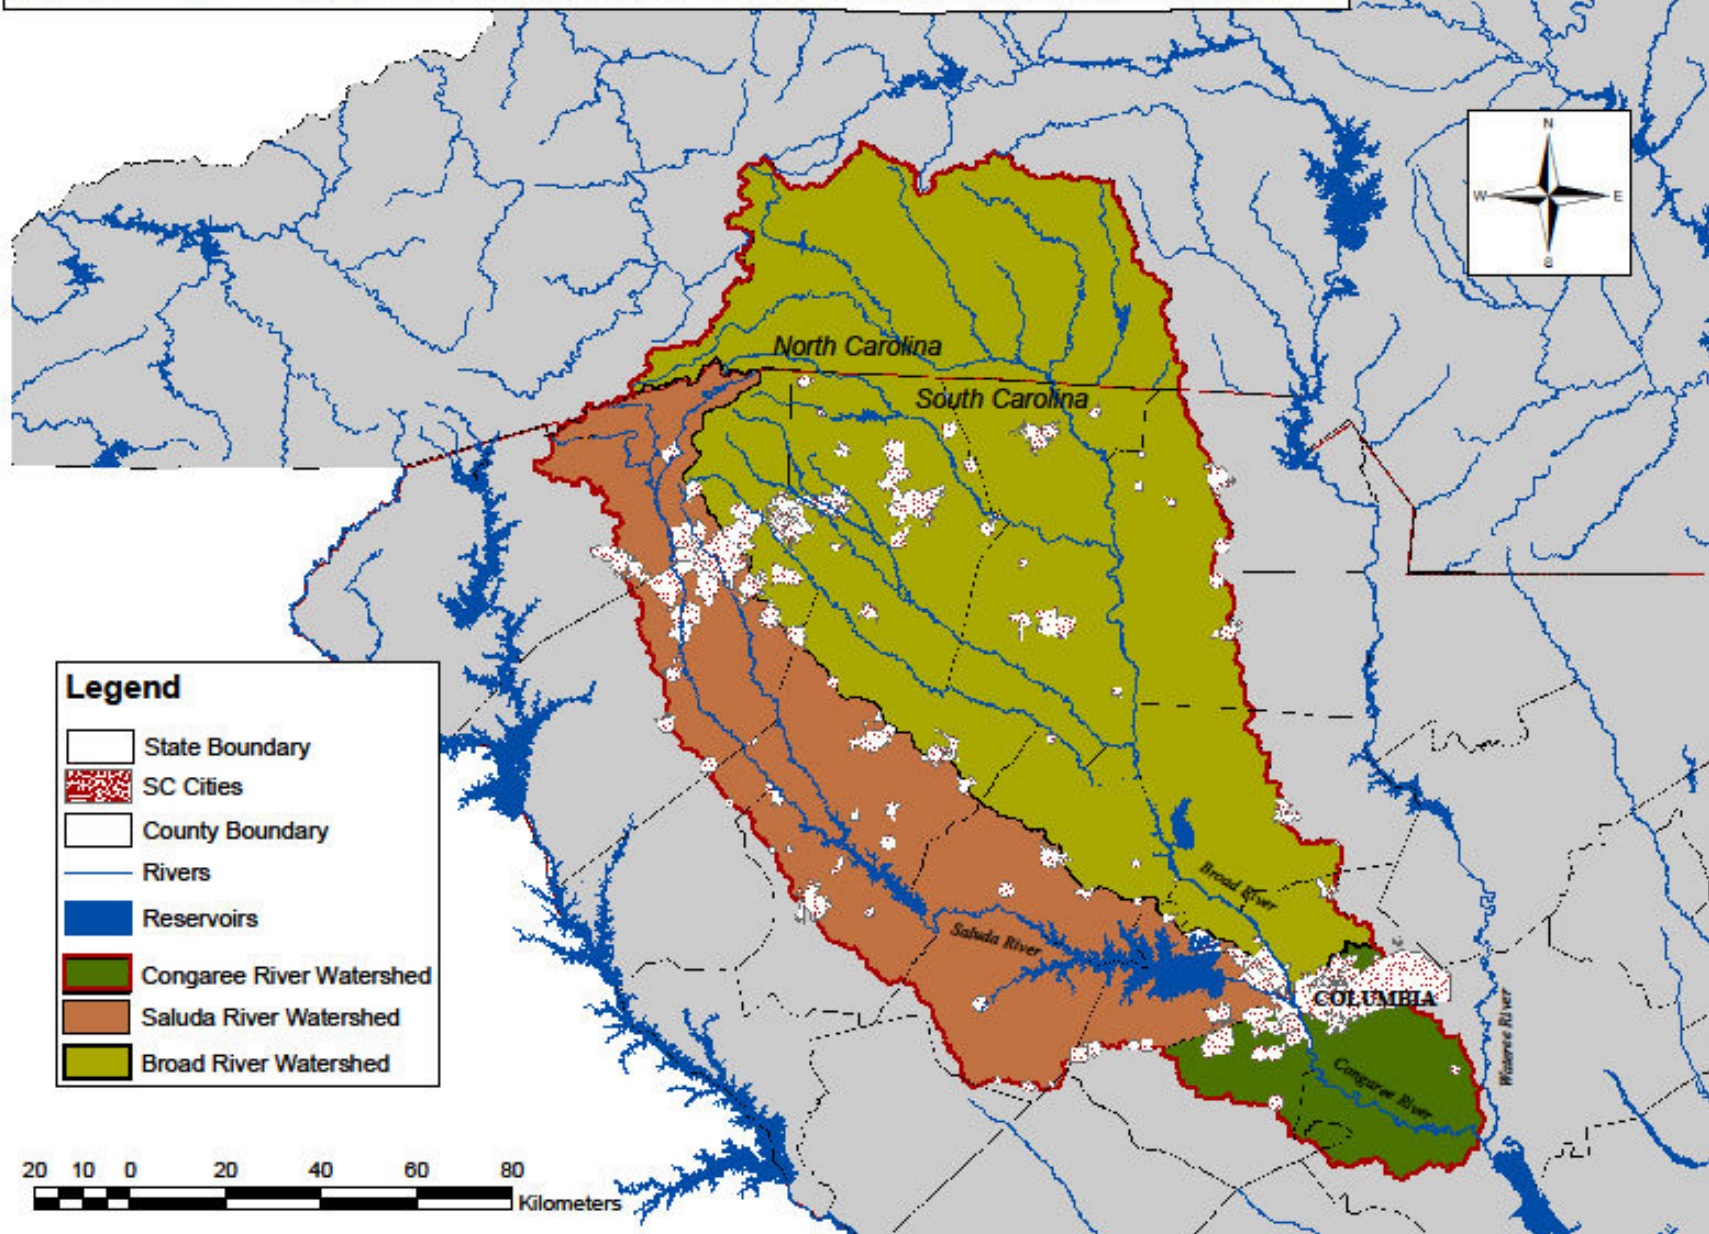 N
W E
S
North Carolina
South Carolina
Legend
State Boundary
SC Cities
County Boundary
Rivers
Reservoirs
Congaree River Watershed
Saluda River Watershed
Broad River Watershed
Broad River
Saluda River
COLUMBIA
Wateree River
Congaree River
20 10 0 20 40 60 80
Kilometers